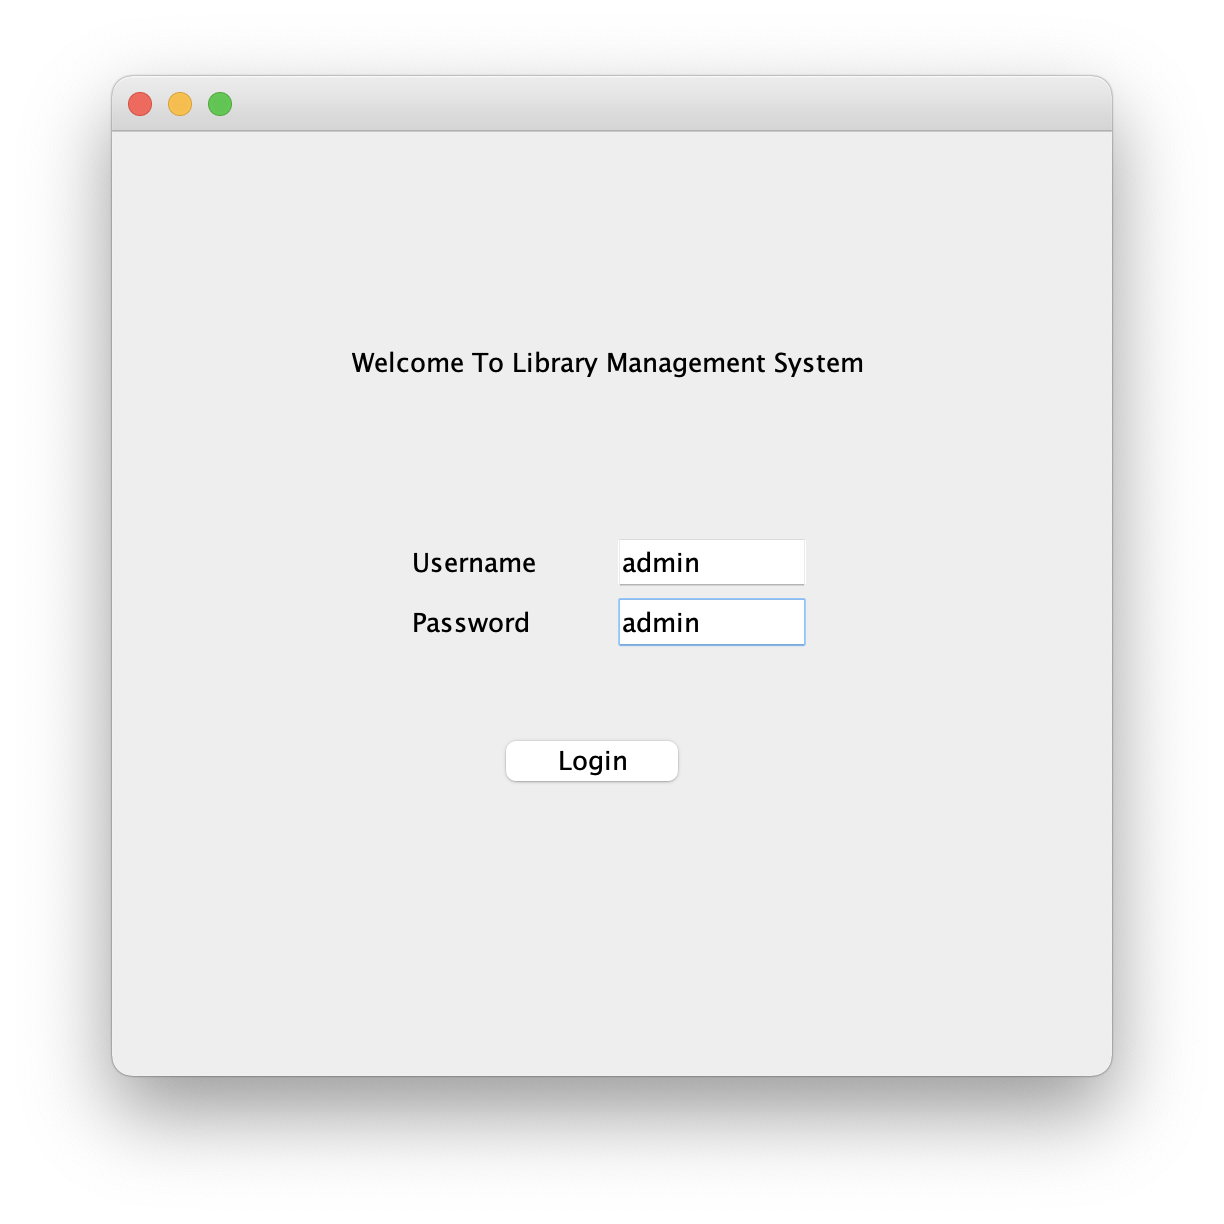 Welcome To Library Management System
Username admin
Password admin
Login